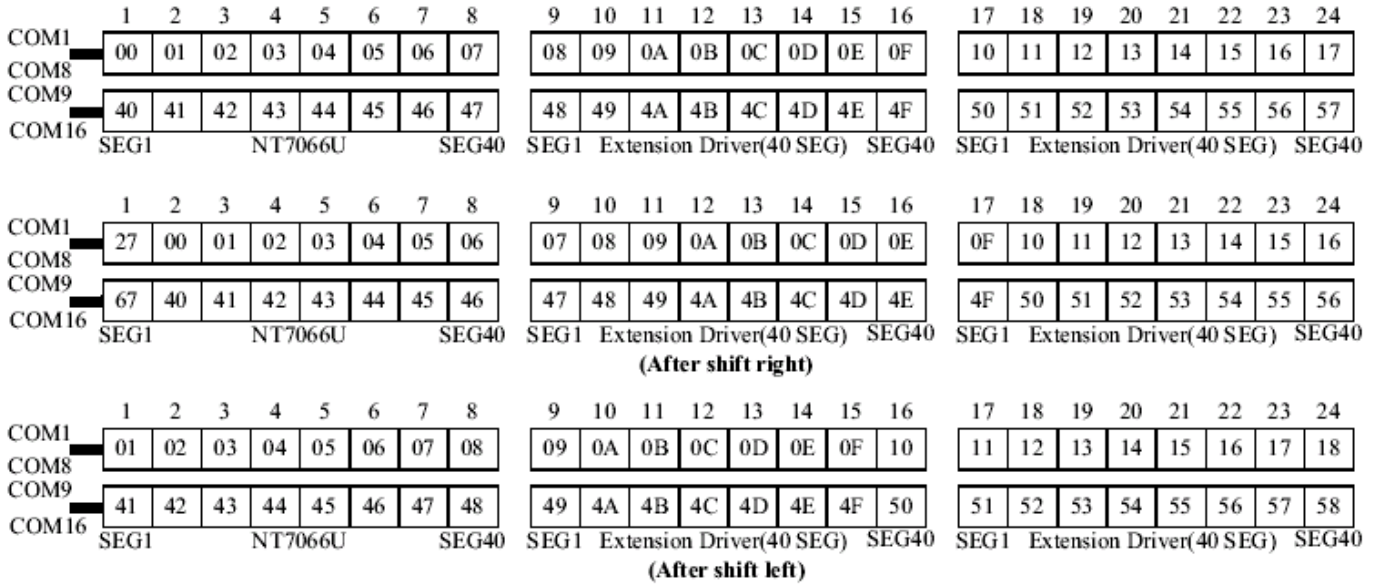 1 2 3 4 5 6 7 8 9 10 11 12 13 14 15 16 17 18 19 20 21 22 23 24
COM1
00 01 02 03 04 05 06 07 08 09 0A 0B 0C 0D 0E 0F 10 11 12 13 14 15 16 17
COM8
COM9
40 41 42 43 44 45 46 47 48 49 4A 4B 4C 4D 4E 4F 50 51 52 53 54 55 56 57
COM16
SEG1 NT7066U SEG40 SEG1 Extension Driver(40 SEG) SEG40 SEG1 Extension Driver(40 SEG) SEG40
1 2 3 4 5 6 7 8 9 10 11 12 13 14 15 16 17 18 19 20 21 22 23 24
COM1
27 00 01 02 03 04 05 06 07 08 09 0A 0B 0C 0D 0E 0F 10 11 12 13 14 15 16
COM8
COM9
67 40 41 42 43 44 45 46 47 48 49 4A 4B 4C 4D 4E 4F 50 51 52 53 54 55 56
COM16
SEG1 NT7066U SEG40 SEG1 Extension Driver(40 SEG) SEG40 SEG1 Extension Driver(40 SEG) SEG40
(After shift right)
1 2 3 4 5 6 7 8 9 10 11 12 13 14 15 16 17 18 19 20 21 22 23 24
COM1
01 02 03 04 05 06 07 08 09 0A 0B 0C 0D 0E 0F 10 11 12 13 14 15 16 17 18
COM8
COM9
41 42 43 44 45 46 47 48 49 4A 4B 4C 4D 4E 4F 50 51 52 53 54 55 56 57 58
COM16
SEG1 NT7066U SEG40 SEG1 Extension Driver(40 SEG) SEG40 SEG1 Extension Driver(40 SEG) SEG40
(After shift left)